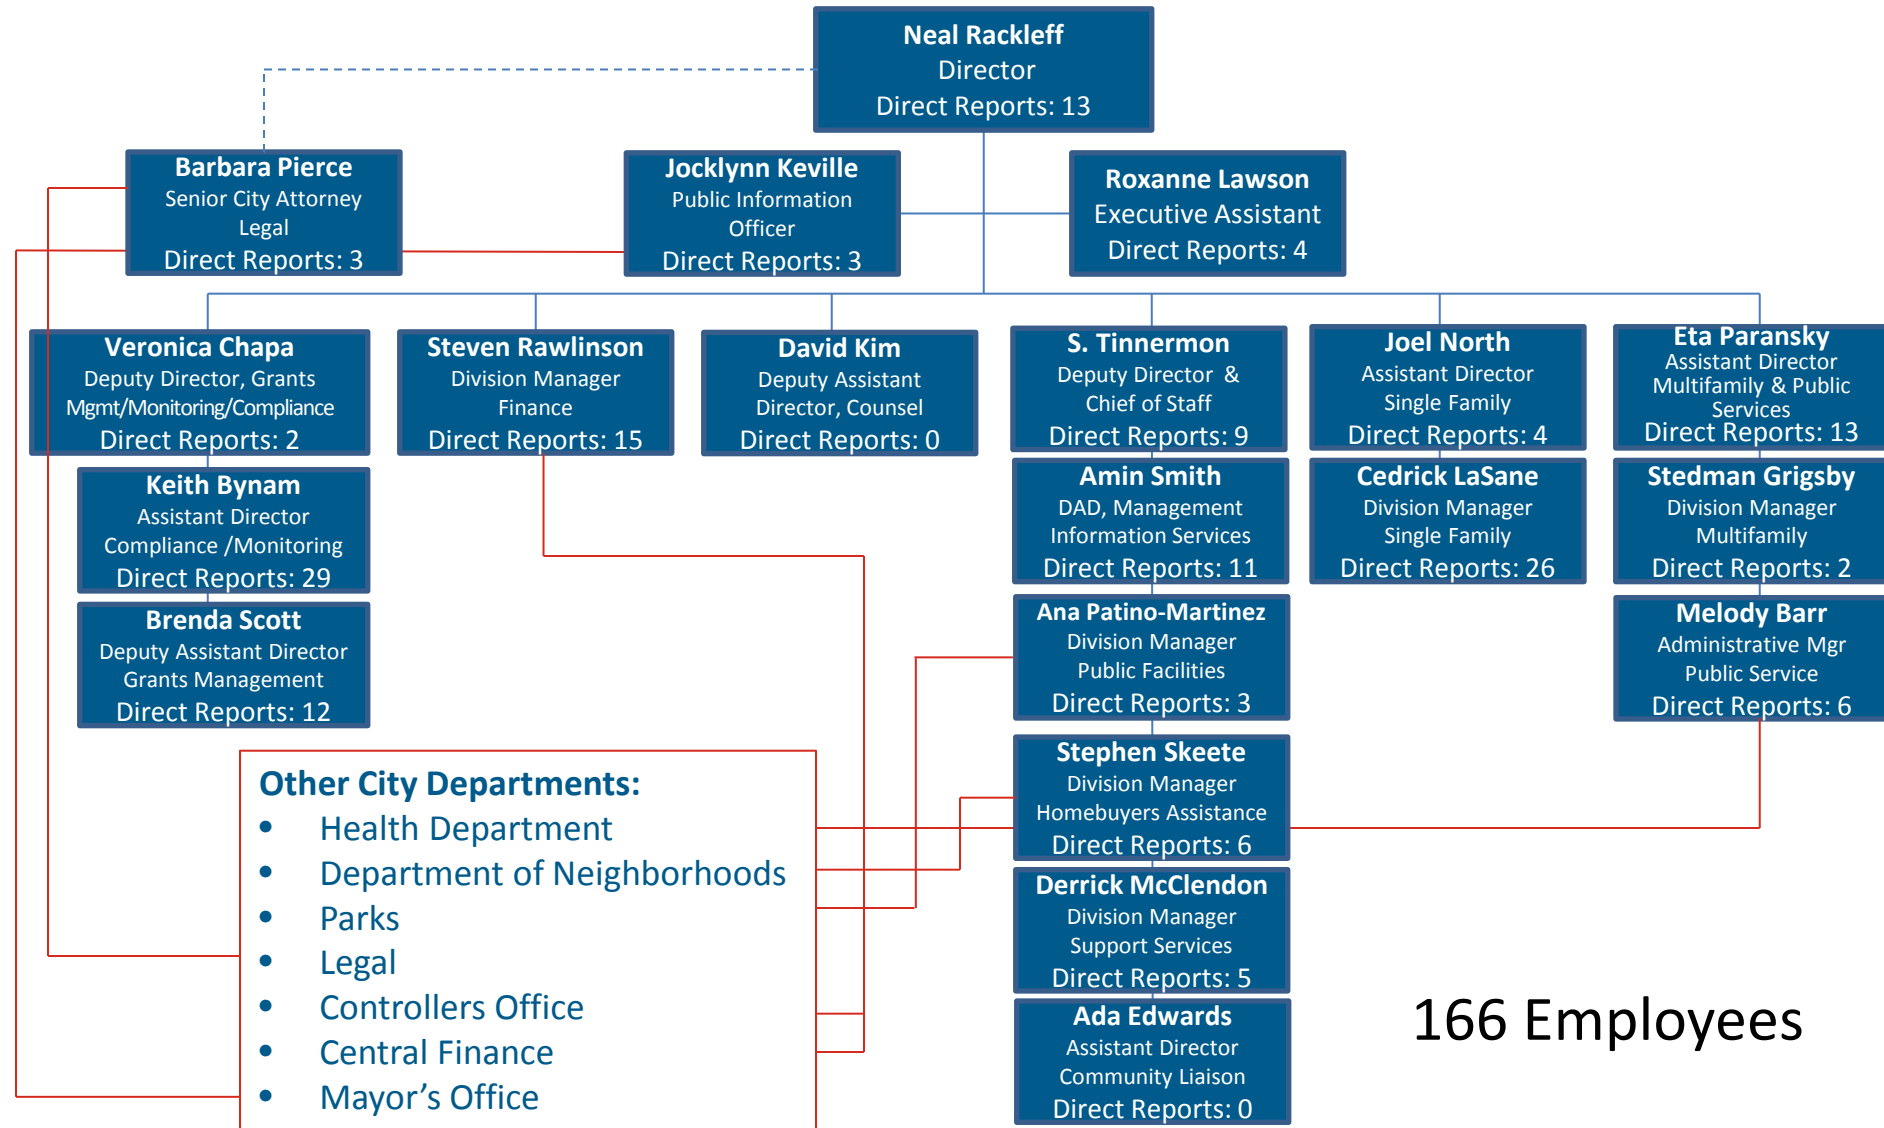 Neal Rackleff
Director
Direct Reports: 13
Barbara Pierce
Senior City Attorney
Legal
Direct Reports: 3
Jocklynn Keville
Public Information
Officer
Direct Reports: 3
Roxanne Lawson
Executive Assistant
Direct Reports: 4
Veronica Chapa
Deputy Director, Grants
Mgmt/Monitoring/Compliance
Direct Reports: 2
Steven Rawlinson
Division Manager
Finance
Direct Reports: 15
David Kim
Deputy Assistant
Director, Counsel
Direct Reports: 0
S. Tinnermon
Deputy Director &
Chief of Staff
Direct Reports: 9
Joel North
Assistant Director
Single Family
Direct Reports: 4
Eta Paransky
Assistant Director
Multifamily & Public
Services
Direct Reports: 13
Keith Bynam
Assistant Director
Compliance /Monitoring
Direct Reports: 29
Amin Smith
DAD, Management
Information Services
Direct Reports: 11
Cedrick LaSane
Division Manager
Single Family
Direct Reports: 26
Stedman Grigsby
Division Manager
Multifamily
Direct Reports: 2
Brenda Scott
Deputy Assistant Director
Grants Management
Direct Reports: 12
Ana Patino-Martinez
Division Manager
Public Facilities
Direct Reports: 3
Melody Barr
Administrative Mgr
Public Service
Direct Reports: 6
Stephen Skeete
Division Manager
Homebuyers Assistance
Direct Reports: 6
Derrick McClendon
Division Manager
Support Services
Direct Reports: 5
Ada Edwards
Assistant Director
Community Liaison
Direct Reports: 0
Other City Departments:
• Health Department
• Department of Neighborhoods
• Parks
• Legal
• Controllers Office
• Central Finance
• Mayor's Office
166 Employees